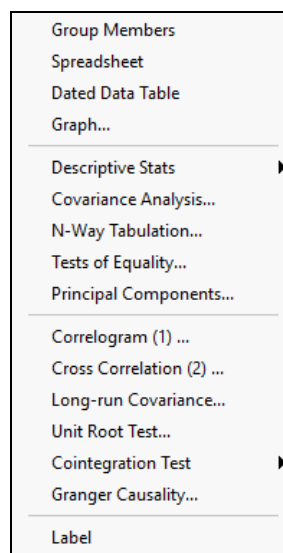 Group Members
Spreadsheet
Dated Data Table
Graph...
Descriptive Stats
Covariance Analysis...
N-Way Tabulation...
Tests of Equality...
Principal Components...
Correlogram (1) ...
Cross Correlation (2) ...
Long-run Covariance...
Unit Root Test...
Cointegration Test
Granger Causality...
Label